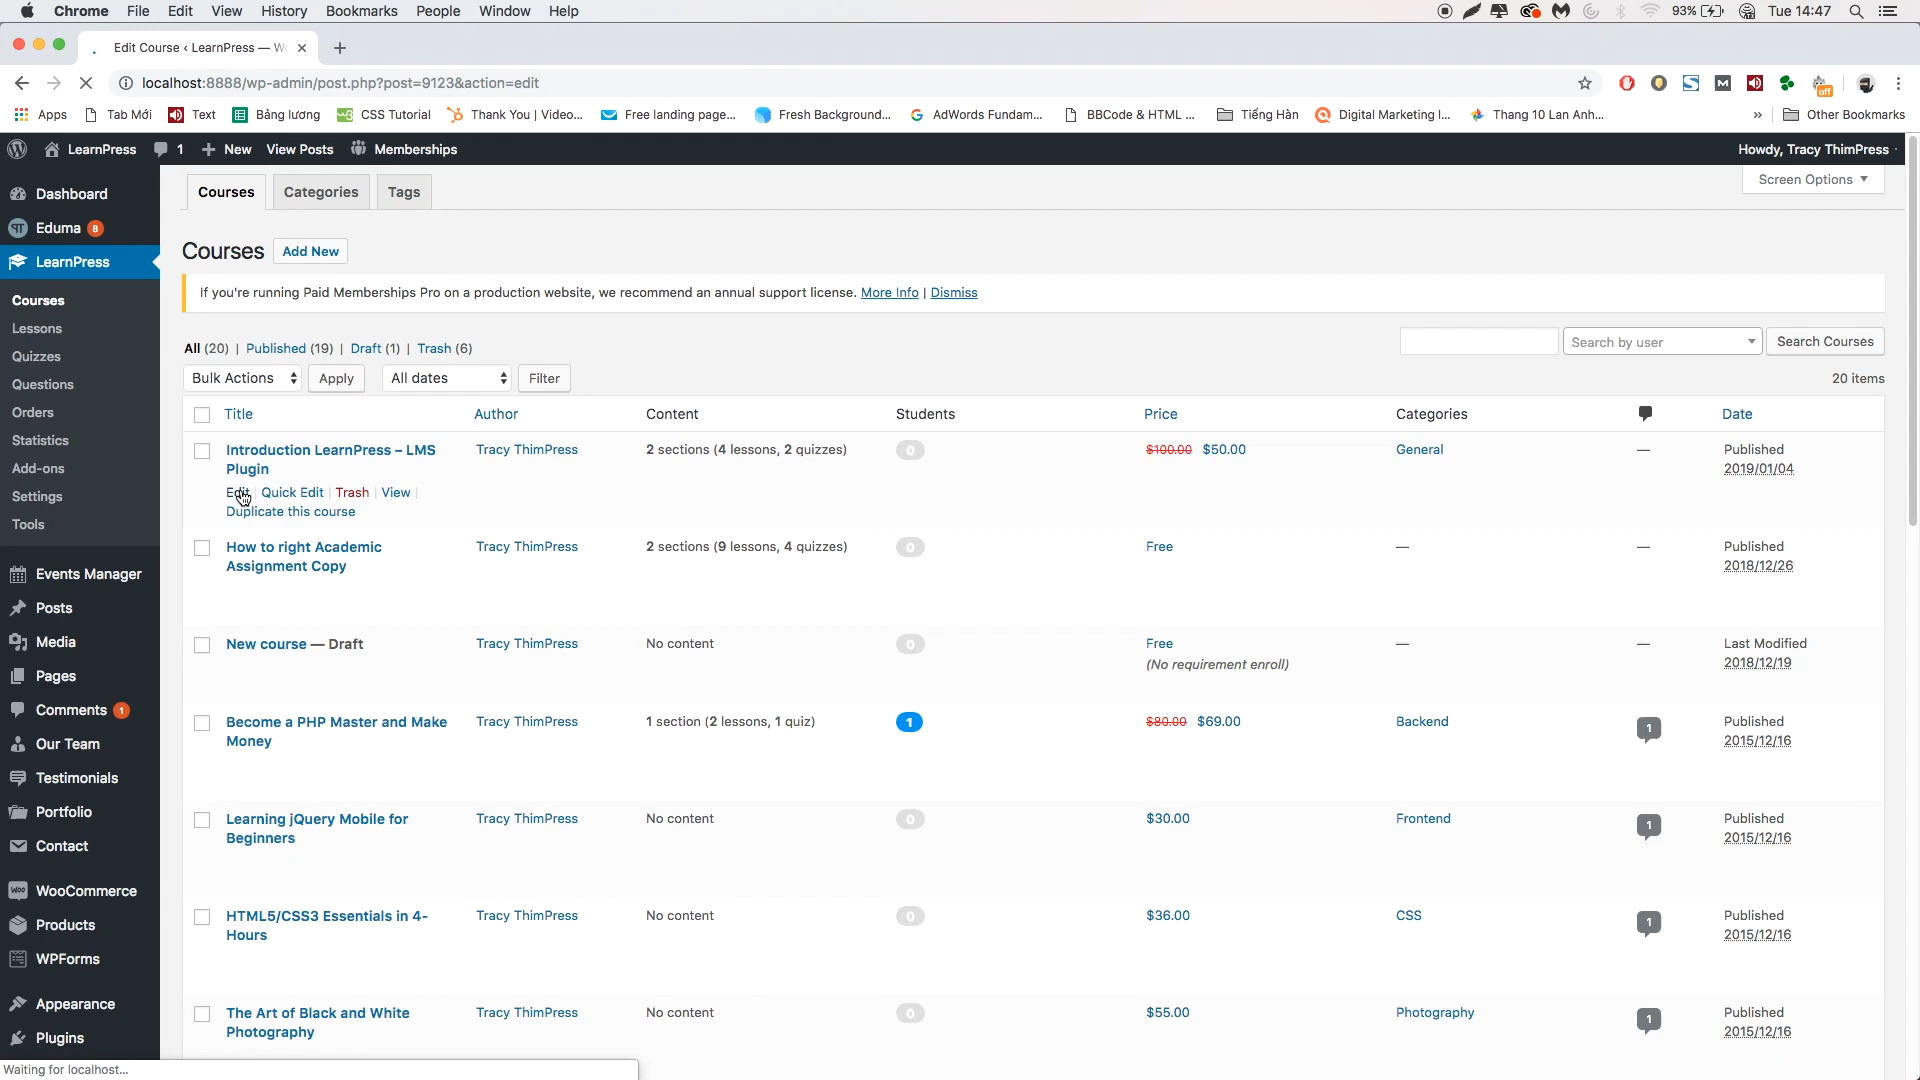 Chrome File Edit View History Bookmarks People Window Help 93% Tue 14:47
Edit Course ‹ LearnPress — W
localhost:8888/wp-admin/post.php?post=9123&action=edit
off
Apps Tab Mới Text Bảng lương CSS Tutorial Thank You | Video... Free landing page... Fresh Background... AdWords Fundam... BBCode & HTML ... Tiếng Hàn Digital Marketing I... Thang 10 Lan Anh... » Other Bookmarks
LearnPress 1 + New View Posts Memberships Howdy, Tracy ThimPress
Screen Options
Courses Categories Tags
Dashboard
Eduma 8
LearnPress
Courses
Lessons
Quizzes
Questions
Orders
Statistics
Add-ons
Settings
Tools
Events Manager
Posts
Media
Pages
Comments 1
Our Team
Testimonials
Portfolio
Contact
WooCommerce
Products
WPForms
Appearance
Plugins
Courses Add New
If you're running Paid Memberships Pro on a production website, we recommend an annual support license. More Info | Dismiss
All (20) | Published (19) | Draft (1) | Trash (6)
Search by user Search Courses
Bulk Actions Apply All dates Filter 20 items
Title Author Content Students Price Categories Date
Introduction LearnPress – LMS Tracy ThimPress 2 sections (4 lessons, 2 quizzes) 0 $100.00 $50.00 General — Published
Plugin 2019/01/04
Edit | Quick Edit | Trash | View |
Duplicate this course
How to right Academic Tracy ThimPress 2 sections (9 lessons, 4 quizzes) 0 Free — — Published
Assignment Copy 2018/12/26
New course — Draft Tracy ThimPress No content 0 Free — — Last Modified
(No requirement enroll) 2018/12/19
Become a PHP Master and Make Tracy ThimPress 1 section (2 lessons, 1 quiz) 1 $80.00 $69.00 Backend 1 Published
Money 2015/12/16
Learning jQuery Mobile for Tracy ThimPress No content 0 $30.00 Frontend 1 Published
Beginners 2015/12/16
HTML5/CSS3 Essentials in 4- Tracy ThimPress No content 0 $36.00 CSS 1 Published
Hours 2015/12/16
The Art of Black and White Tracy ThimPress No content 0 $55.00 Photography 1 Published
Photography 2015/12/16
Waiting for localhost...